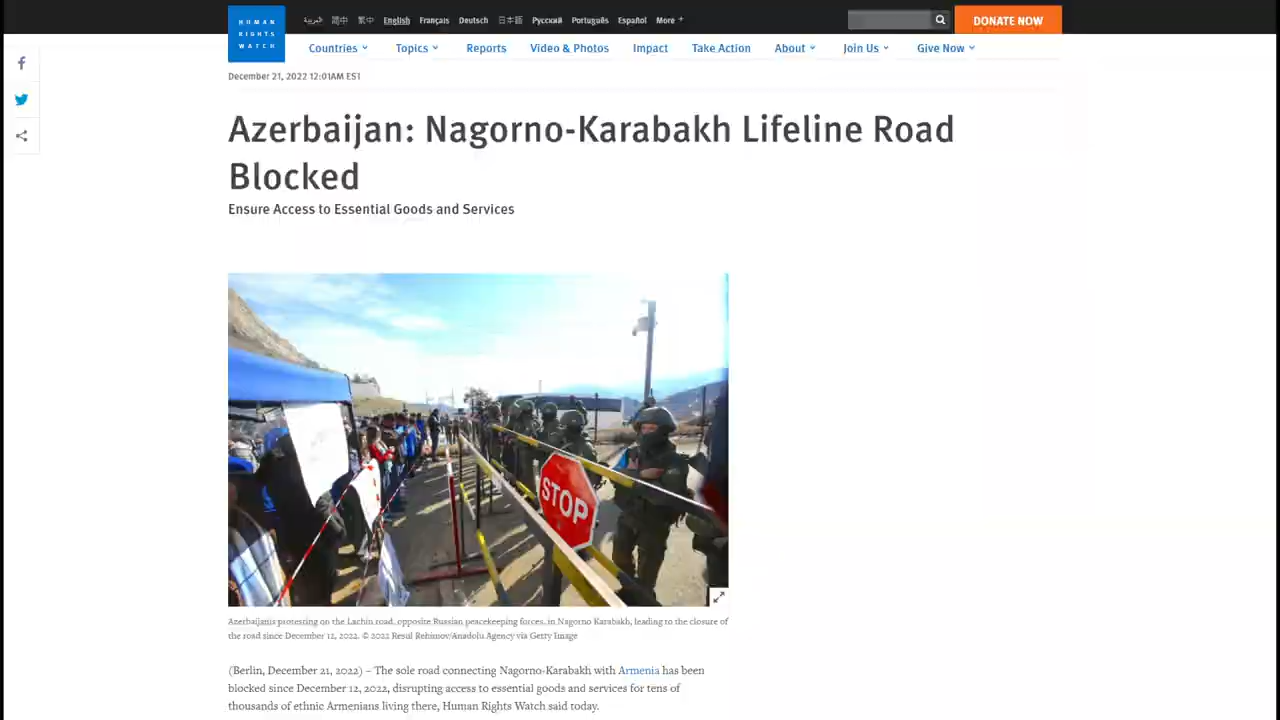 HUMAN
RIGHTS
WATCH
العربية 簡中 繁中 English Français Deutsch 日本語 Русский Português Español More
DONATE NOW
Countries Topics Reports Video & Photos Impact Take Action About Join Us Give Now
December 21, 2022 12:01AM EST
Azerbaijan: Nagorno-Karabakh Lifeline Road
Blocked
Ensure Access to Essential Goods and Services
STOP
Azerbaijanis protesting on the Lachin road, opposite Russian peacekeeping forces, in Nagorno Karabakh, leading to the closure of
the road since December 12, 2022. © 2022 Resul Rehimov/Anadolu Agency via Getty Image
(Berlin, December 21, 2022) – The sole road connecting Nagorno-Karabakh with Armenia has been
blocked since December 12, 2022, disrupting access to essential goods and services for tens of
thousands of ethnic Armenians living there, Human Rights Watch said today.